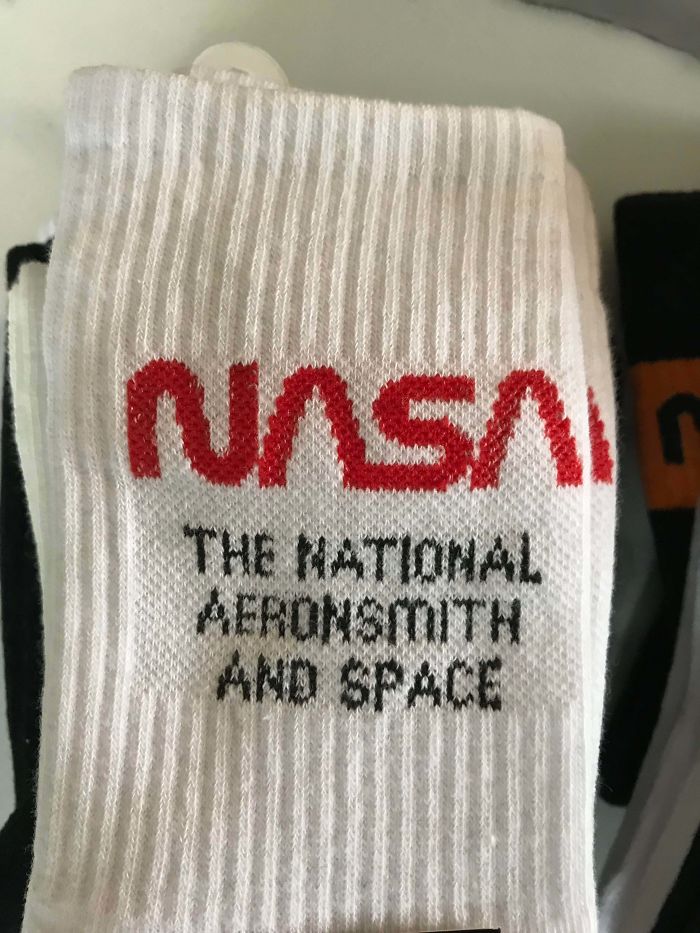 NASA
THE NATIONAL
AERONSMITH
AND SPACE